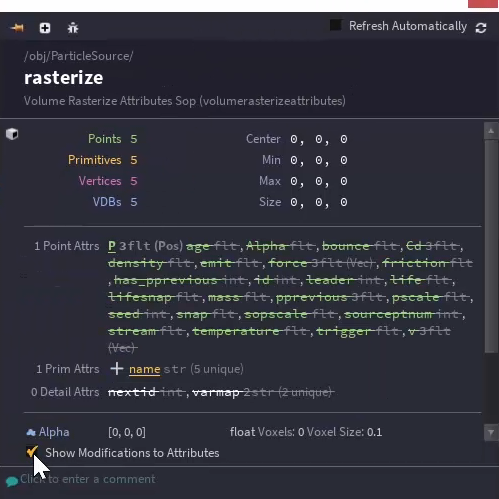 Refresh Automatically
/obj/ParticleSource/
rasterize
Volume Rasterize Attributes Sop (volumerasterizeattributes)
Points 5 Center 0, 0, 0
Primitives 5 Min 0, 0, 0
Vertices 5 Max 0, 0, 0
VDBs 5 Size 0, 0, 0
1 Point Attrs P 3flt (Pos) age flt, Alpha flt, bounce flt, Cd 3flt,
density flt, emit flt, force 3flt (Vec), friction flt
, has_pprevious int, id int, leader int, life flt,
lifesnap flt, mass flt, pprevious 3flt, pscale flt,
seed int, snap flt, sopscale flt, sourceptnum int,
stream flt, temperature flt, trigger flt, v 3flt
(Vec)
1 Prim Attrs + name str (5 unique)
0 Detail Attrs nextid int, varmap 2str (2 unique)
Alpha [0, 0, 0] float Voxels: 0 Voxel Size: 0.1
Show Modifications to Attributes
Click to enter a comment